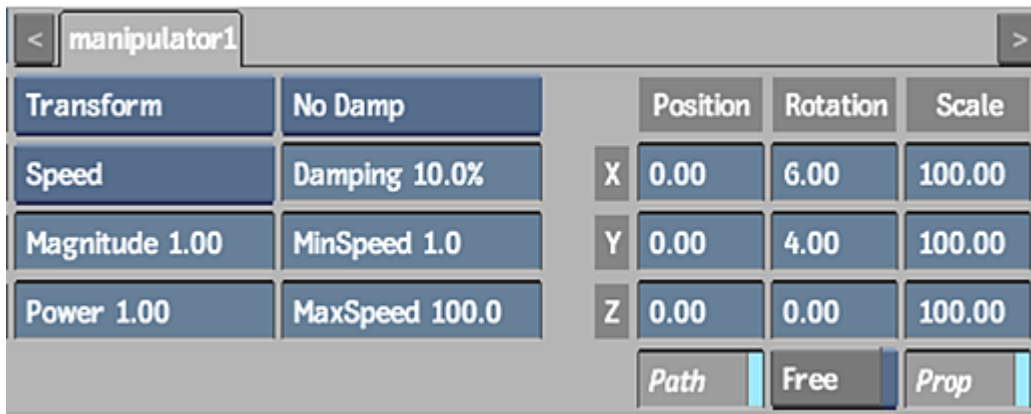 < manipulator1 >
Transform No Damp Position Rotation Scale
Speed Damping 10.0% X 0.00 6.00 100.00
Magnitude 1.00 MinSpeed 1.0 Y 0.00 4.00 100.00
Power 1.00 MaxSpeed 100.0 Z 0.00 0.00 100.00
Path Free Prop